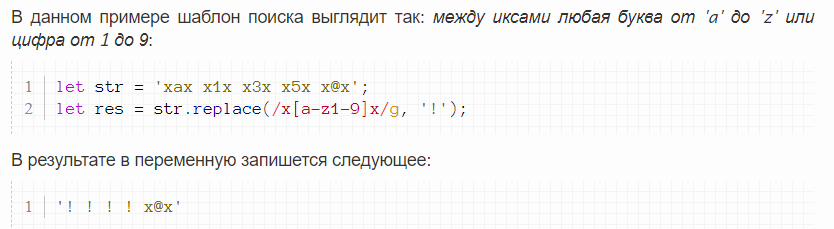 В данном примере шаблон поиска выглядит так: между иксами любая буква от 'a' до 'z' или
цифра от 1 до 9:
1 let str = 'xax x1x x3x x5x x@x';
2 let res = str.replace(/x[a-z1-9]x/g, '!');
В результате в переменную запишется следующее:
1 '! ! ! ! x@x'